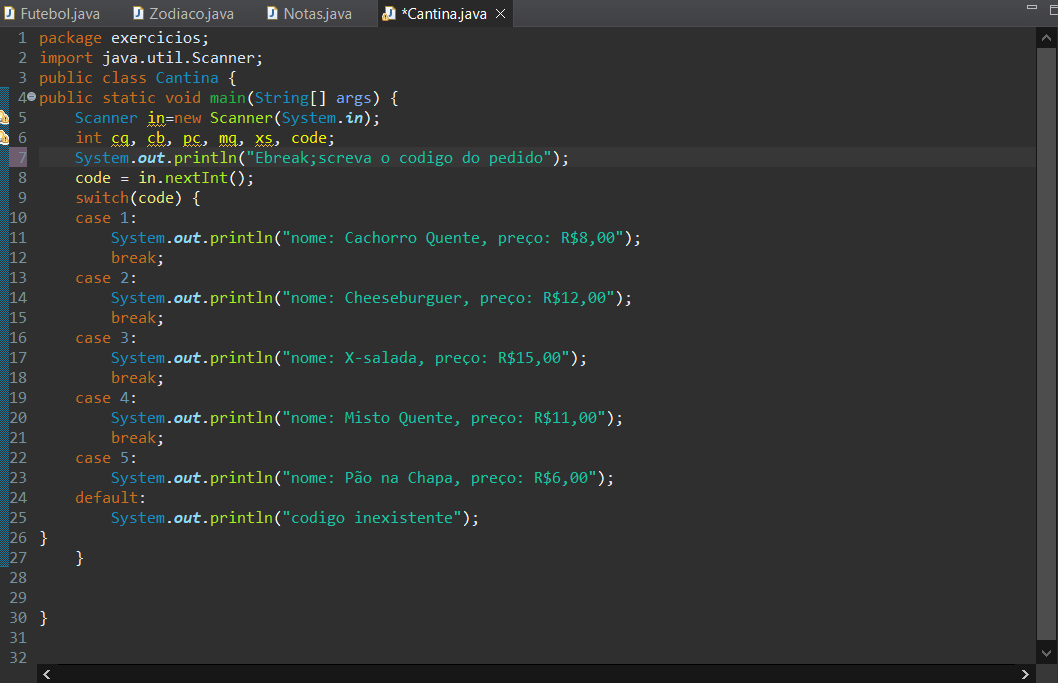 Futebol.java Zodiaco.java Notas.java *Cantina.java
1 package exercicios;
2 import java.util.Scanner;
3 public class Cantina {
4 public static void main(String[] args) {
5 Scanner in=new Scanner(System.in);
6 int cq, cb, pc, mq, xs, code;
7 System.out.println("Ebreak;screva o codigo do pedido");
8 code = in.nextInt();
9 switch(code) {
10 case 1:
11 System.out.println("nome: Cachorro Quente, preço: R$8,00");
12 break;
13 case 2:
14 System.out.println("nome: Cheeseburguer, preço: R$12,00");
15 break;
16 case 3:
17 System.out.println("nome: X-salada, preço: R$15,00");
18 break;
19 case 4:
20 System.out.println("nome: Misto Quente, preço: R$11,00");
21 break;
22 case 5:
23 System.out.println("nome: Pão na Chapa, preço: R$6,00");
24 default:
25 System.out.println("codigo inexistente");
26 }
27 }
28
29
30 }
31
32